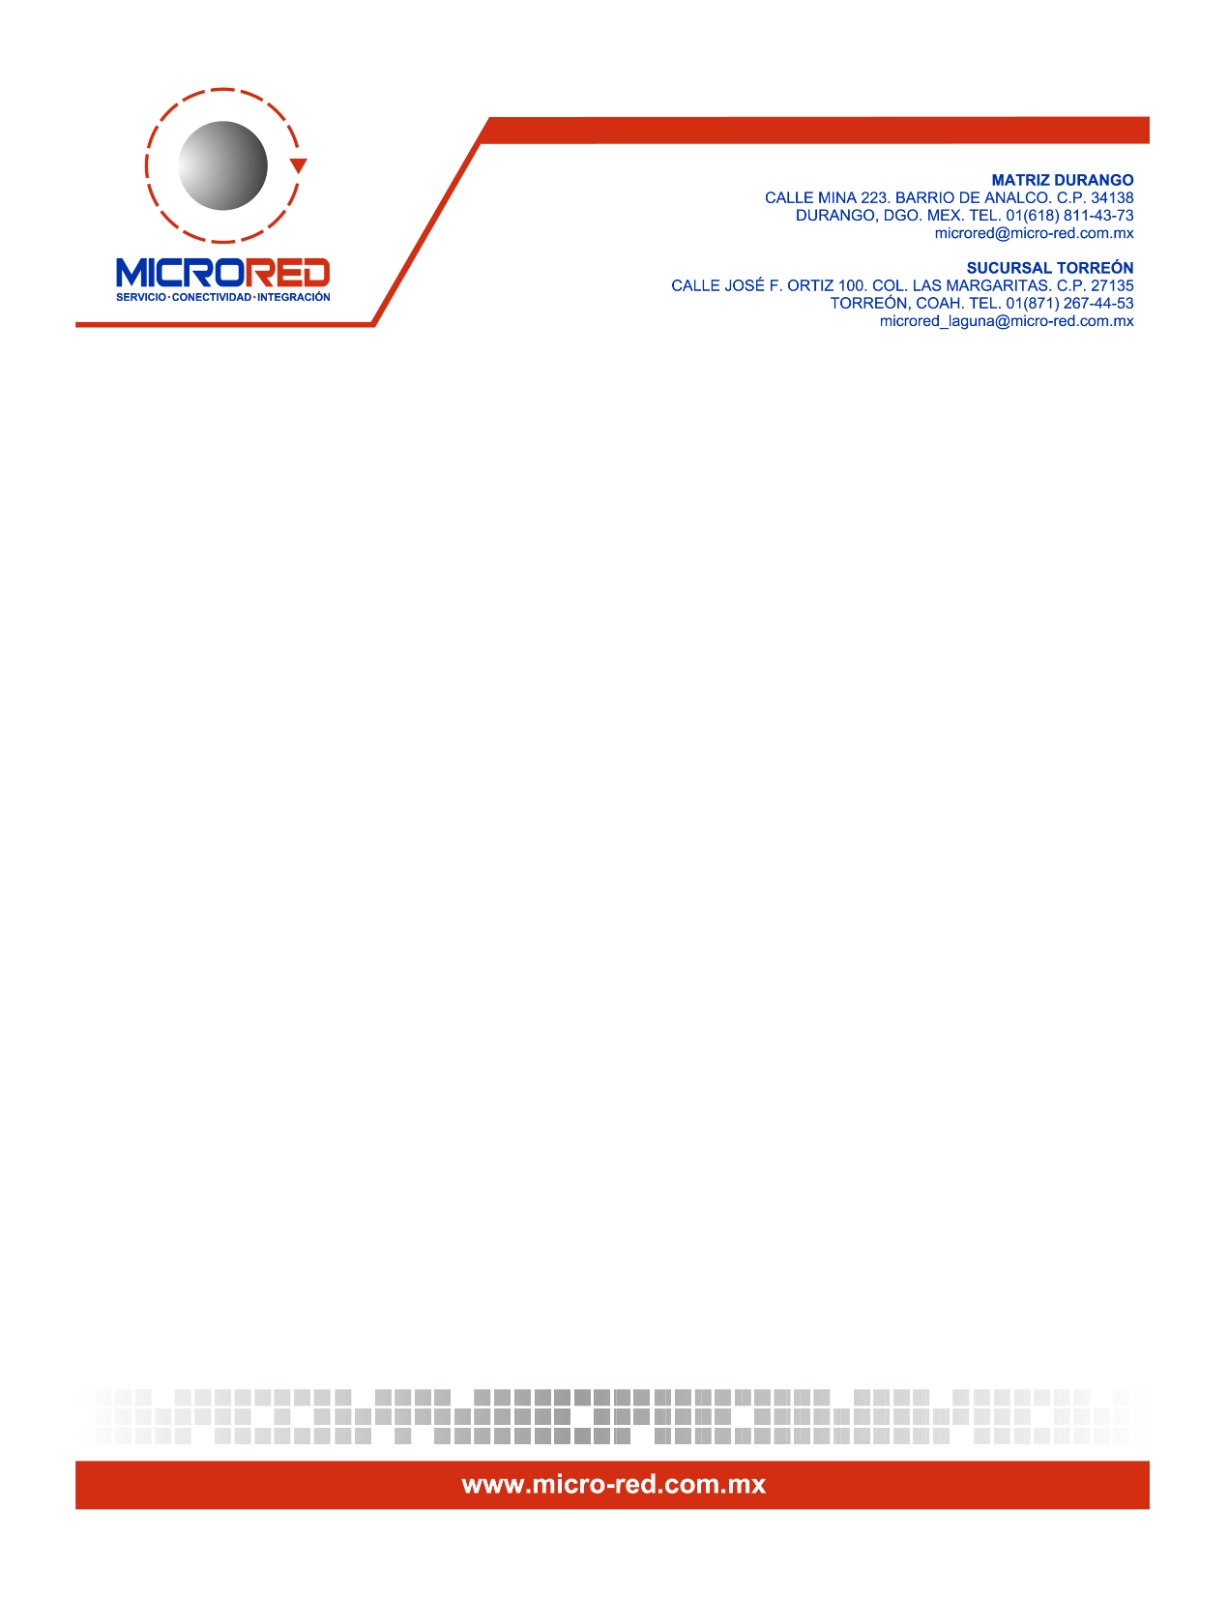 MICRORED
SERVICIO·CONECTIVIDAD·INTEGRACIÓN
MATRIZ DURANGO
CALLE MINA 223. BARRIO DE ANALCO. C.P. 34138
DURANGO, DGO. MEX. TEL. 01(618) 811-43-73
microred@micro-red.com.mx
SUCURSAL TORREÓN
CALLE JOSÉ F. ORTIZ 100. COL. LAS MARGARITAS. C.P. 27135
TORREÓN, COAH. TEL. 01(871) 267-44-53
microred_laguna@micro-red.com.mx
www.micro-red.com.mx